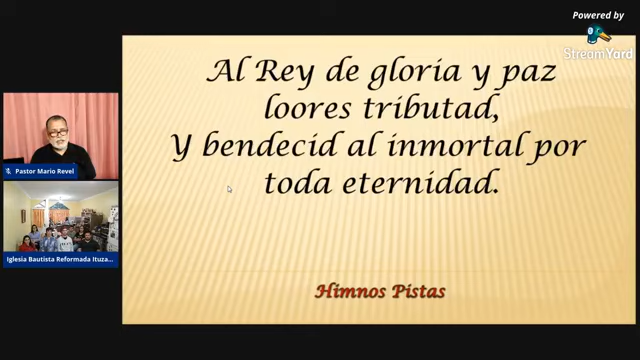 Powered by
StreamYard
Al Rey de gloria y paz
loores tributad,
Y bendecid al inmortal por
toda eternidad.
Pastor Mario Revel
Iglesia Bautista Reformada Ituza...
Himnos Pistas